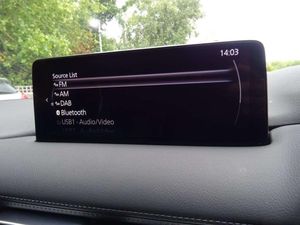 14:03
Source List
FM
AM
DAB
Bluetooth
USB1 - Audio/Video